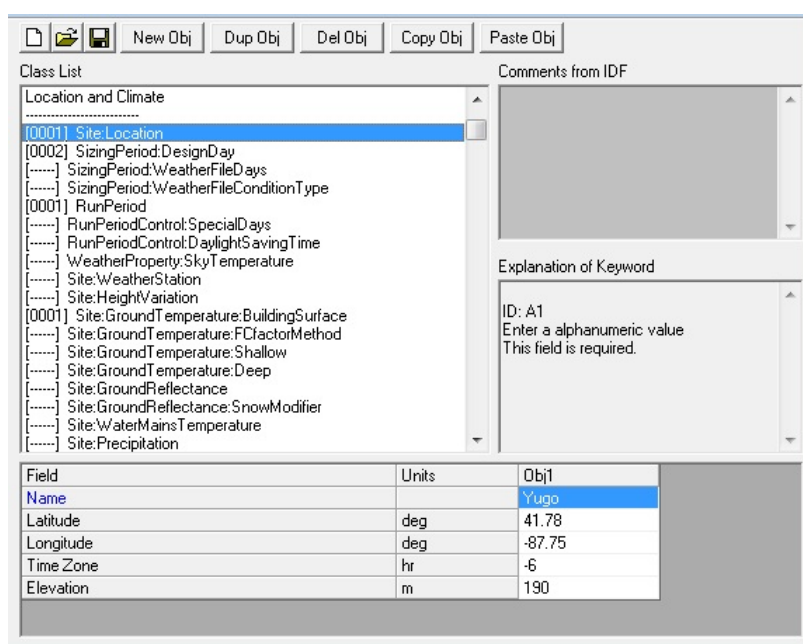 New Obj Dup Obj Del Obj Copy Obj Paste Obj
Class List
Location and Climate
---------------------------
[0001] Site:Location
[0002] SizingPeriod:DesignDay
[------] SizingPeriod:WeatherFileDays
[------] SizingPeriod:WeatherFileConditionType
[0001] RunPeriod
[------] RunPeriodControl:SpecialDays
[------] RunPeriodControl:DaylightSavingTime
[------] WeatherProperty:SkyTemperature
[------] Site:WeatherStation
[------] Site:HeightVariation
[0001] Site:GroundTemperature:BuildingSurface
[------] Site:GroundTemperature:FCfactorMethod
[------] Site:GroundTemperature:Shallow
[------] Site:GroundTemperature:Deep
[------] Site:GroundReflectance
[------] Site:GroundReflectance:SnowModifier
[------] Site:WaterMainsTemperature
[------] Site:Precipitation
Comments from IDF
Explanation of Keyword
ID: A1
Enter a alphanumeric value
This field is required.
Field Units Obj1
Name Yugo
Latitude deg 41.78
Longitude deg -87.75
Time Zone hr -6
Elevation m 190